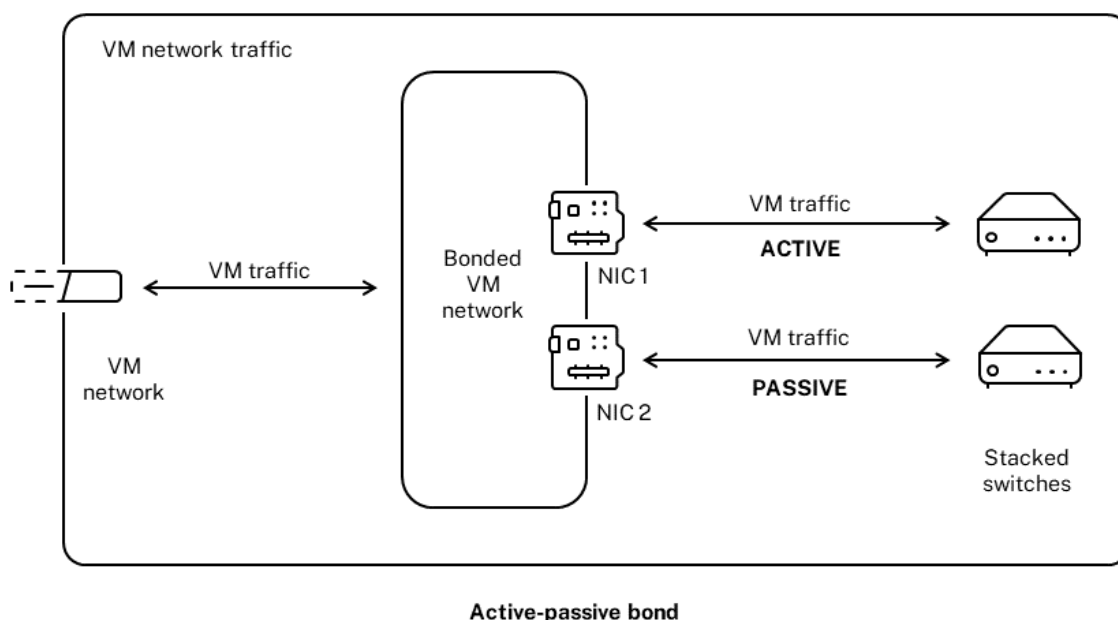 VM network traffic
VM traffic
VM
network
Bonded
VM
network
NIC 1
NIC 2
VM traffic
ACTIVE
VM traffic
PASSIVE
Stacked
switches
Active-passive bond